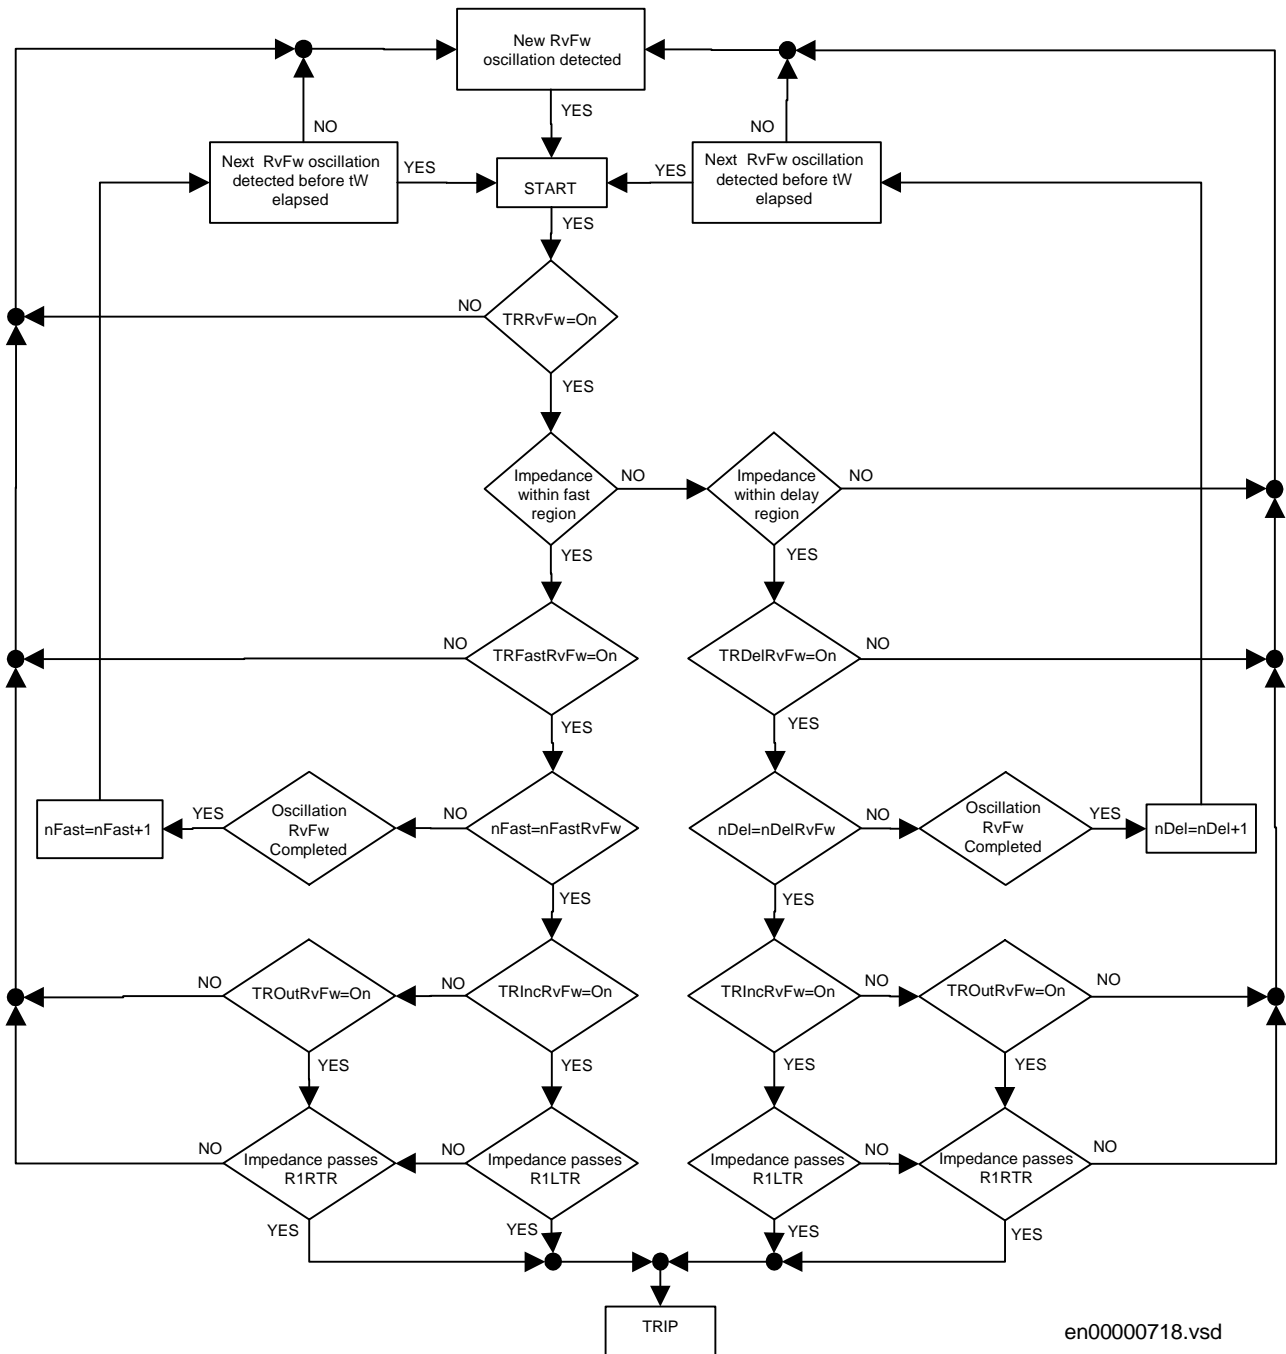 New RvFw
oscillation detected
YES
NO
NO
Next RvFw oscillation
detected before tW
elapsed
YES
START
YES
Next RvFw oscillation
detected before tW
elapsed
YES
NO
TRRvFw=On
YES
Impedance
within fast
region
NO
Impedance
within delay
region
NO
YES
YES
NO
TRFastRvFw=On
TRDelRvFw=On
NO
YES
YES
nFast=nFast+1
YES
Oscillation
RvFw
Completed
NO
nFast=nFastRvFw
nDel=nDelRvFw
NO
Oscillation
RvFw
Completed
YES
nDel=nDel+1
YES
YES
NO
TROutRvFw=On
NO
TRIncRvFw=On
TRIncRvFw=On
NO
TROutRvFw=On
NO
YES
YES
YES
YES
NO
Impedance passes
R1RTR
NO
Impedance passes
R1LTR
Impedance passes
R1LTR
NO
Impedance passes
R1RTR
NO
YES
YES
YES
YES
TRIP
en00000718.vsd